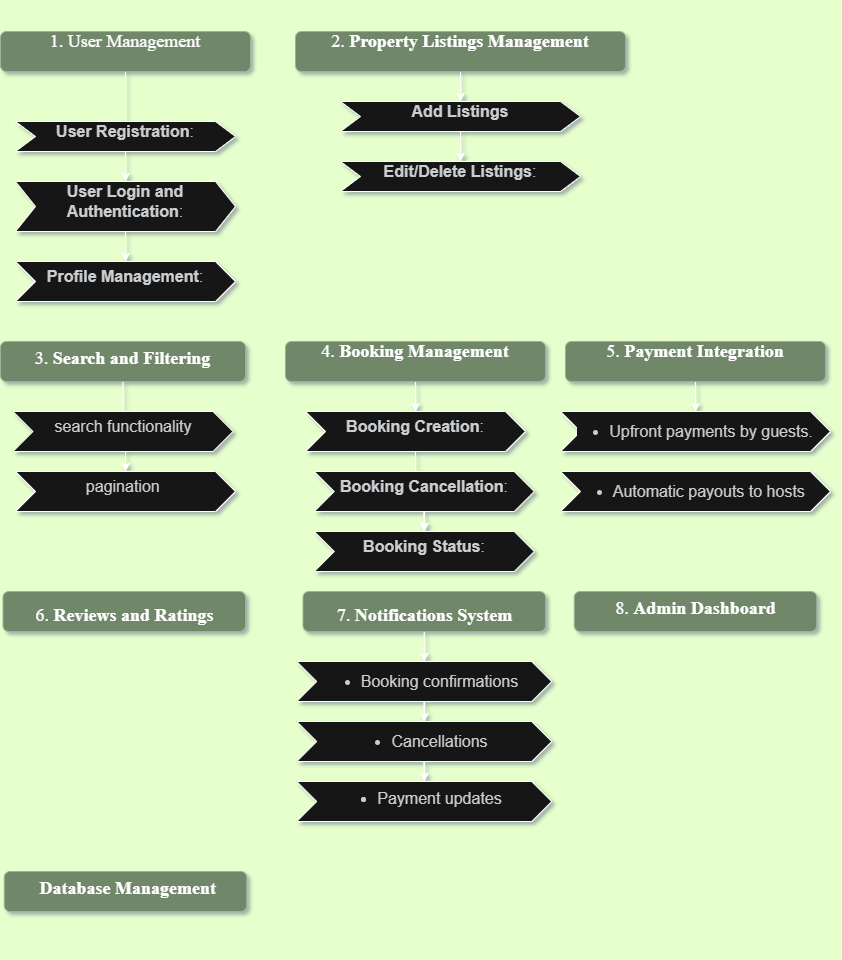 1. User Management
User Registration:
User Login and
Authentication:
Profile Management:
2. Property Listings Management
Add Listings
Edit/Delete Listings:
3. Search and Filtering
search functionality
pagination
4. Booking Management
Booking Creation:
Booking Cancellation:
Booking Status:
5. Payment Integration
• Upfront payments by guests.
• Automatic payouts to hosts
6. Reviews and Ratings
7. Notifications System
• Booking confirmations
• Cancellations
• Payment updates
8. Admin Dashboard
Database Management